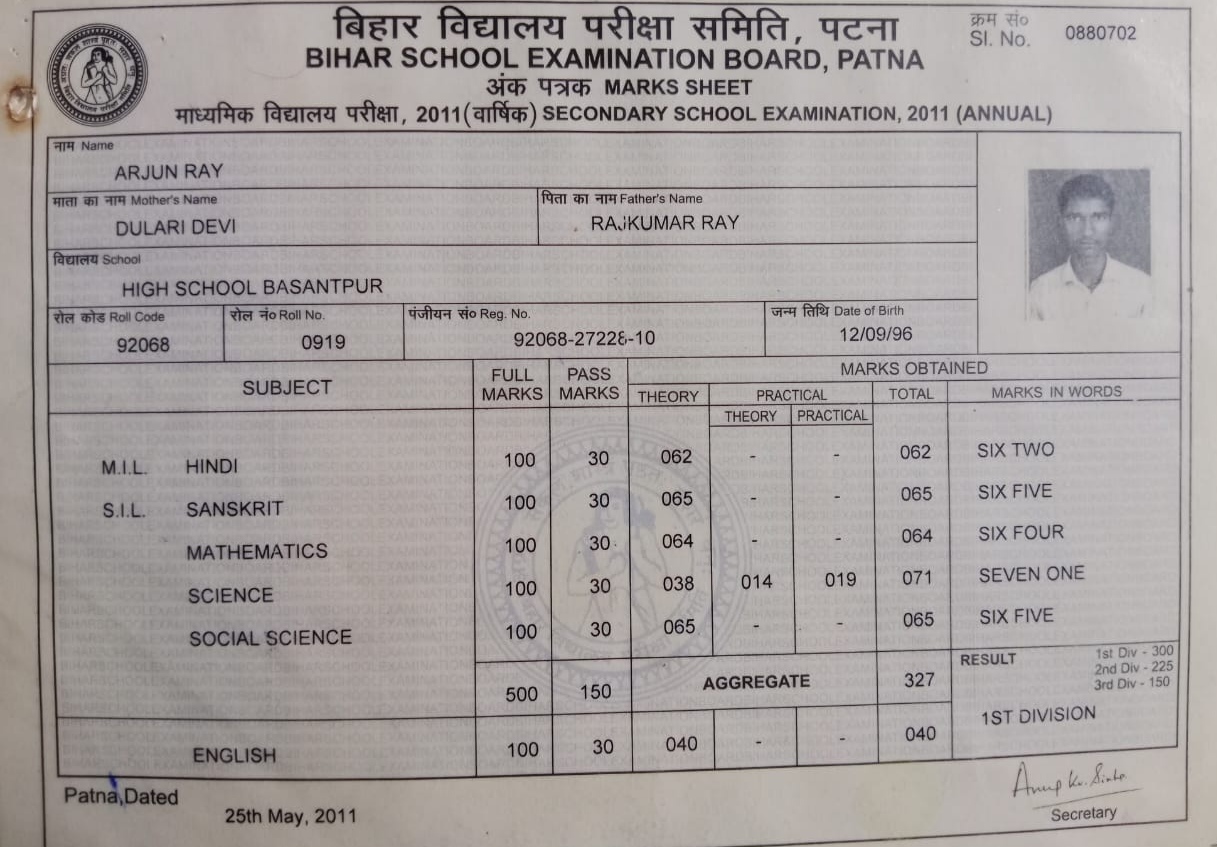 बिहार विद्यालय परीक्षा समिति, पटना
क्रम सं० 0880702
Sl. No.
BIHAR SCHOOL EXAMINATION BOARD, PATNA
अंक पत्रक MARKS SHEET
माध्यमिक विद्यालय परीक्षा, 2011(वार्षिक) SECONDARY SCHOOL EXAMINATION, 2011 (ANNUAL)
नाम Name
ARJUN RAY
माता का नाम Mother's Name पिता का नाम Father's Name
DULARI DEVI RAJKUMAR RAY
विद्यालय School
HIGH SCHOOL BASANTPUR
रोल कोड Roll Code रोल नं० Roll No. पंजीयन सं० Reg. No. जन्म तिथि Date of Birth
92068 0919 92068-27228-10 12/09/96
SUBJECT FULL MARKS PASS MARKS MARKS OBTAINED
THEORY PRACTICAL TOTAL MARKS IN WORDS
THEORY PRACTICAL
M.I.L. HINDI 100 30 062 - - 062 SIX TWO
S.I.L. SANSKRIT 100 30 065 - - 065 SIX FIVE
MATHEMATICS 100 30 064 - - 064 SIX FOUR
SCIENCE 100 30 038 014 019 071 SEVEN ONE
SOCIAL SCIENCE 100 30 065 - - 065 SIX FIVE
500 150 AGGREGATE 327
RESULT 1st Div - 300
2nd Div - 225
3rd Div - 150
1ST DIVISION
ENGLISH 100 30 040 - - 040
Patna,Dated
25th May, 2011
Secretary